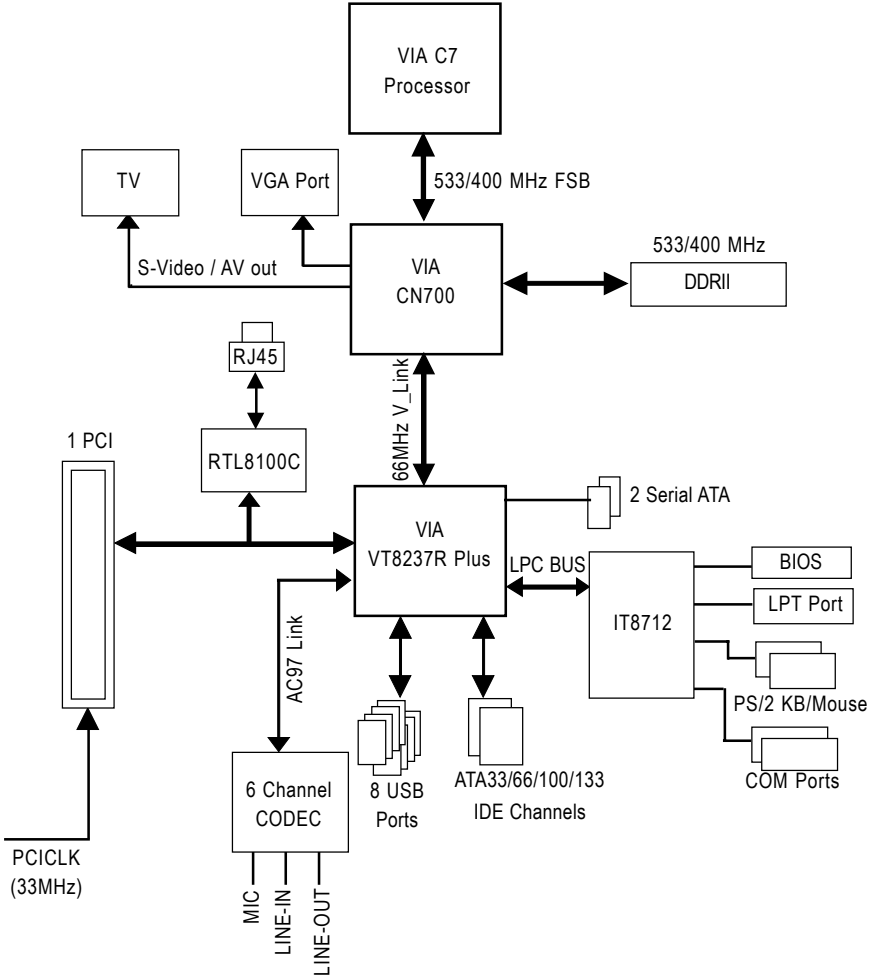 VIA C7
Processor
533/400 MHz FSB
TV
VGA Port
S-Video / AV out
VIA
CN700
533/400 MHz
DDRII
RJ45
66MHz V_Link
1 PCI
RTL8100C
VIA
VT8237R Plus
2 Serial ATA
LPC BUS
IT8712
BIOS
LPT Port
PS/2 KB/Mouse
COM Ports
AC97 Link
6 Channel
CODEC
8 USB
Ports
ATA33/66/100/133
IDE Channels
PCICLK
(33MHz)
MIC
LINE-IN
LINE-OUT